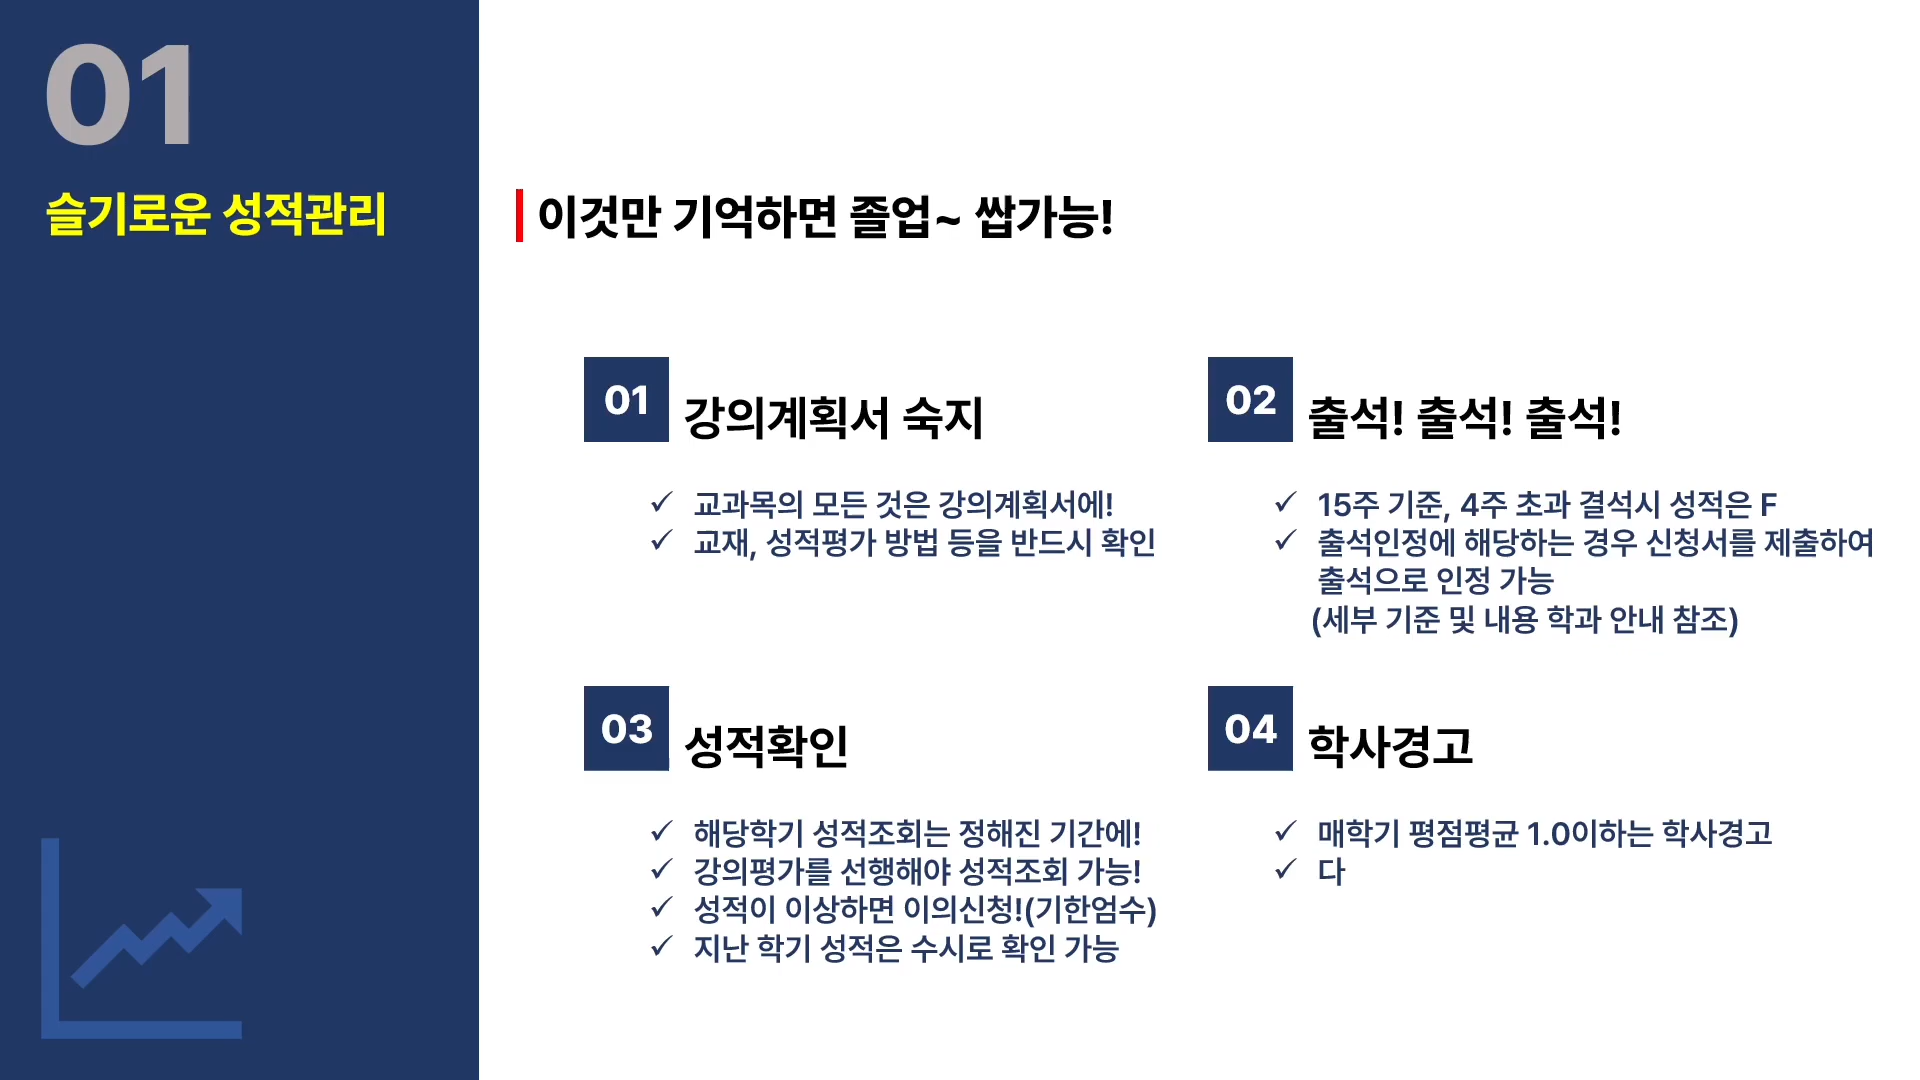 01
슬기로운 성적관리
이것만 기억하면 졸업~ 쌉가능!
01
강의계획서 숙지
교과목의 모든 것은 강의계획서에!
교재, 성적평가 방법 등을 반드시 확인
02
출석! 출석! 출석!
15주 기준, 4주 초과 결석시 성적은 F
출석인정에 해당하는 경우 신청서를 제출하여
출석으로 인정 가능
(세부 기준 및 내용 학과 안내 참조)
03
성적확인
해당학기 성적조회는 정해진 기간에!
강의평가를 선행해야 성적조회 가능!
성적이 이상하면 이의신청!(기한엄수)
지난 학기 성적은 수시로 확인 가능
04
학사경고
매학기 평점평균 1.0이하는 학사경고
다